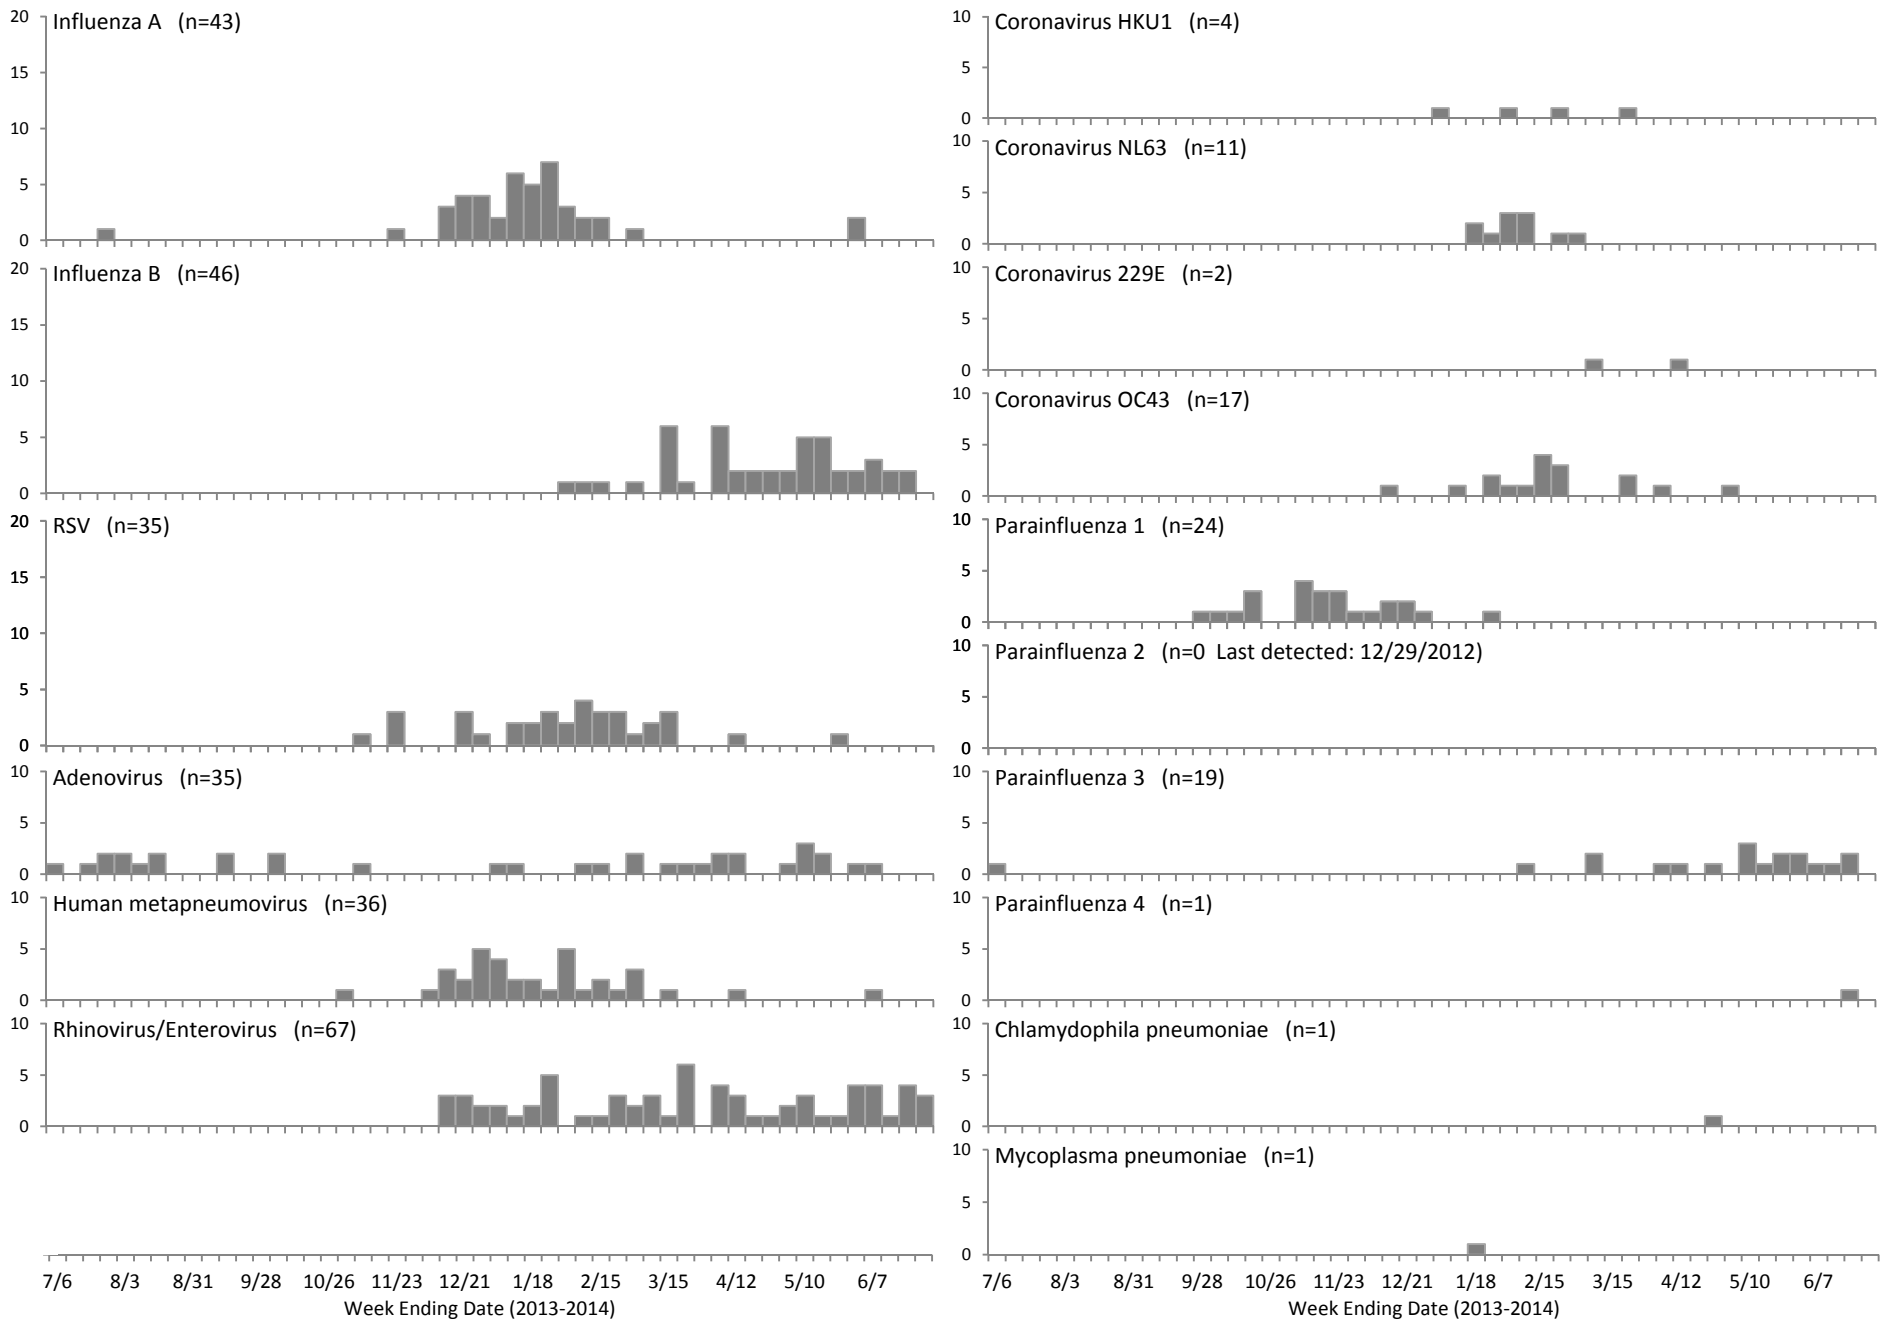 Influenza A (n=43)
20
15
10
5
0
Influenza B (n=46)
20
15
10
5
0
RSV (n=35)
20
15
10
5
0
Adenovirus (n=35)
10
5
0
Human metapneumovirus (n=36)
10
5
0
Rhinovirus/Enterovirus (n=67)
10
5
0
7/6 8/3 8/31 9/28 10/26 11/23 12/21 1/18 2/15 3/15 4/12 5/10 6/7
Week Ending Date (2013-2014)
Coronavirus HKU1 (n=4)
10
5
0
Coronavirus NL63 (n=11)
10
5
0
Coronavirus 229E (n=2)
10
5
0
Coronavirus OC43 (n=17)
10
5
0
Parainfluenza 1 (n=24)
10
5
0
Parainfluenza 2 (n=0 Last detected: 12/29/2012)
10
5
0
Parainfluenza 3 (n=19)
10
5
0
Parainfluenza 4 (n=1)
10
5
0
Chlamydophila pneumoniae (n=1)
10
5
0
Mycoplasma pneumoniae (n=1)
10
5
0
7/6 8/3 8/31 9/28 10/26 11/23 12/21 1/18 2/15 3/15 4/12 5/10 6/7
Week Ending Date (2013-2014)